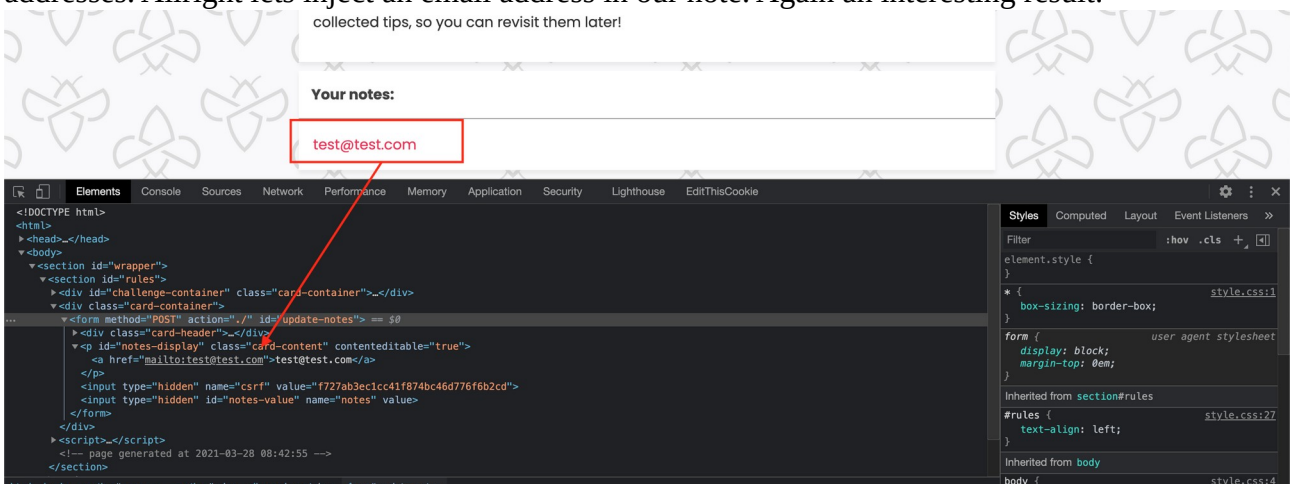 addresses. Alright lets inject an email address in our note. Again an interesting result:
collected tips, so you can revisit them later!
Your notes:
test@test.com
Elements Console Sources Network Performance Memory Application Security Lighthouse EditThisCookie
<!DOCTYPE html>
<html>
▶<head>…</head>
▼<body>
▼<section id="wrapper">
▼<section id="rules">
▶<div id="challenge-container" class="card-container">…</div>
▼<div class="card-container">
… ▼<form method="POST" action="./" id="update-notes"> == $0
▶<div class="card-header">…</div>
▼<p id="notes-display" class="card-content" contenteditable="true">
<a href="mailto:test@test.com">test@test.com</a>
</p>
<input type="hidden" name="csrf" value="f727ab3ec1cc41f874bc46d776f6b2cd">
<input type="hidden" id="notes-value" name="notes" value>
</form>
</div>
▶<script>…</script>
<!-- page generated at 2021-03-28 08:42:55 -->
</section>
Styles Computed Layout Event Listeners »
Filter :hov .cls +
element.style {
}
* { style.css:1
box-sizing: border-box;
}
form { user agent stylesheet
display: block;
margin-top: 0em;
}
Inherited from section#rules
#rules { style.css:27
text-align: left;
}
Inherited from body
body { style.css:4